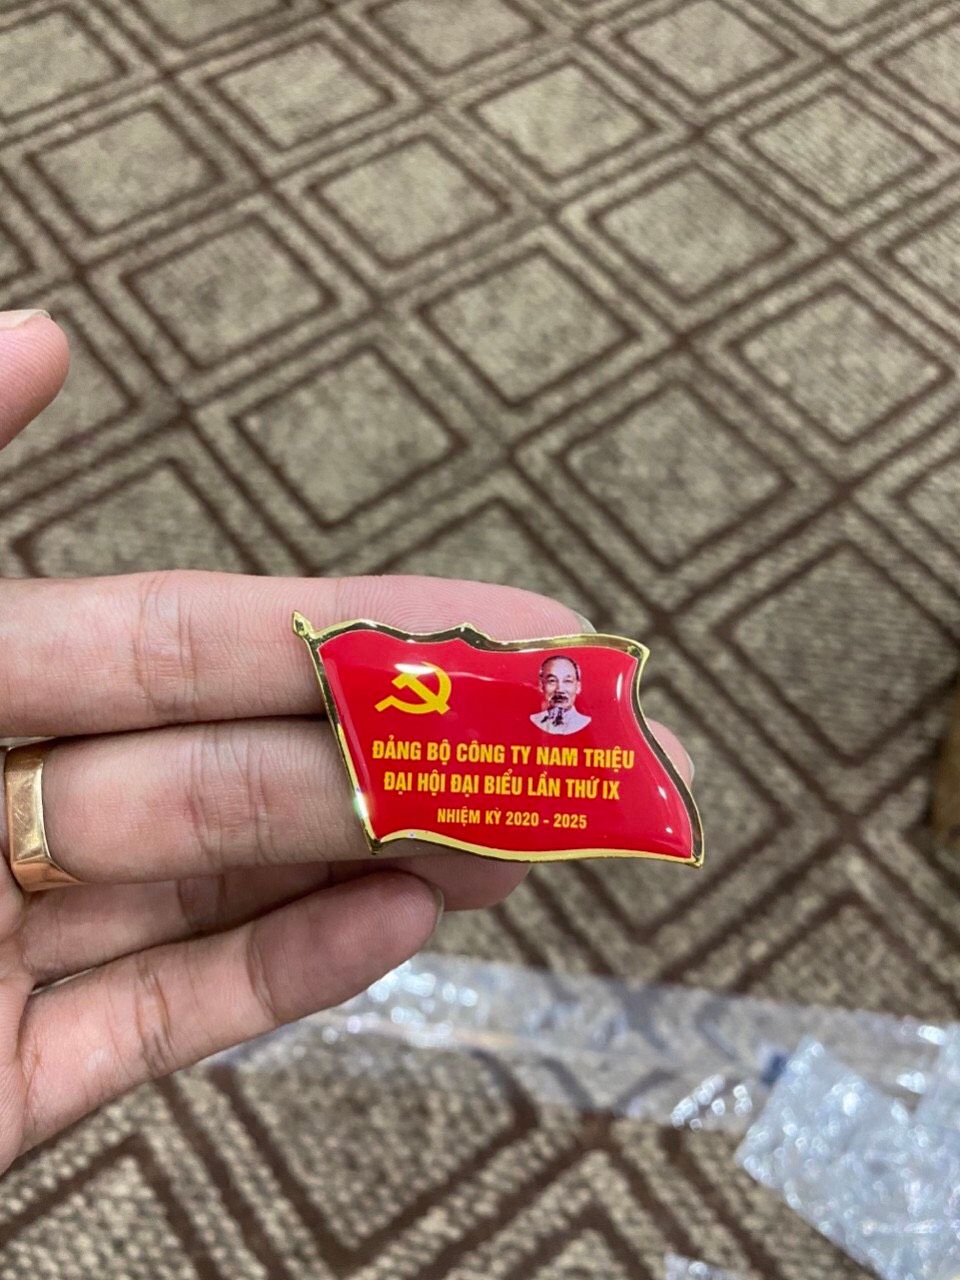 ĐẢNG BỘ CÔNG TY NAM TRIỆU
ĐẠI HỘI ĐẠI BIỂU LẦN THỨ IX
NHIỆM KỲ 2020 - 2025